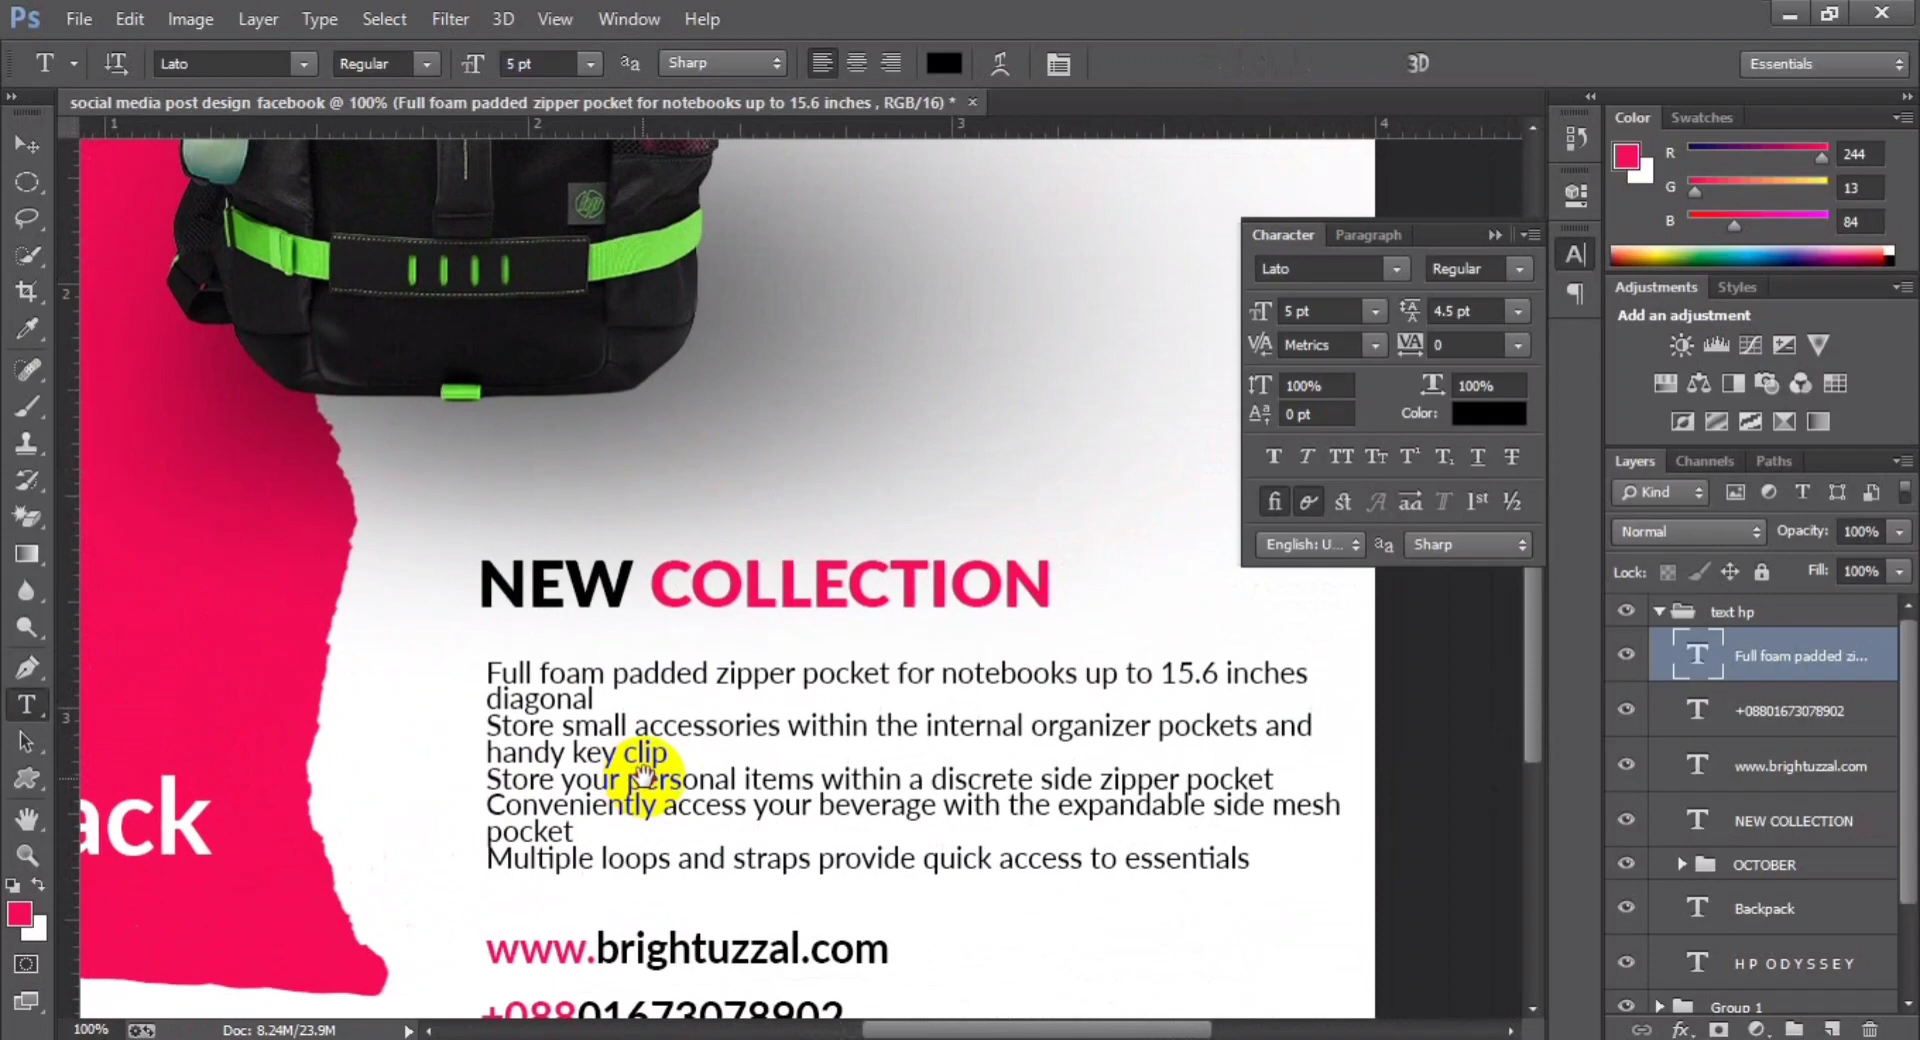 Ps File Edit Image Layer Type Select Filter 3D View Window Help
T Lato Regular 5 pt Sharp 3D Essentials
social media post design facebook @ 100% (Full foam padded zipper pocket for notebooks up to 15.6 inches , RGB/16) *
1 2 3 4
Color Swatches
R 244
G 13
B 84
Character Paragraph
Lato Regular
5 pt 4.5 pt
Metrics 0
100% 100%
0 pt Color:
English: U... Sharp
Adjustments Styles
Add an adjustment
Layers Channels Paths
Kind
Normal Opacity: 100%
Lock: Fill: 100%
text hp
Full foam padded zi...
+08801673078902
www.brightuzzal.com
NEW COLLECTION
OCTOBER
Backpack
HP ODYSSEY
Group 1
2
3
hp
ack
NEW COLLECTION
Full foam padded zipper pocket for notebooks up to 15.6 inches
diagonal
Store small accessories within the internal organizer pockets and
handy key clip
Store your personal items within a discrete side zipper pocket
Conveniently access your beverage with the expandable side mesh
pocket
Multiple loops and straps provide quick access to essentials
www.brightuzzal.com
+08801673078902
100% Doc: 8.24M/23.9M